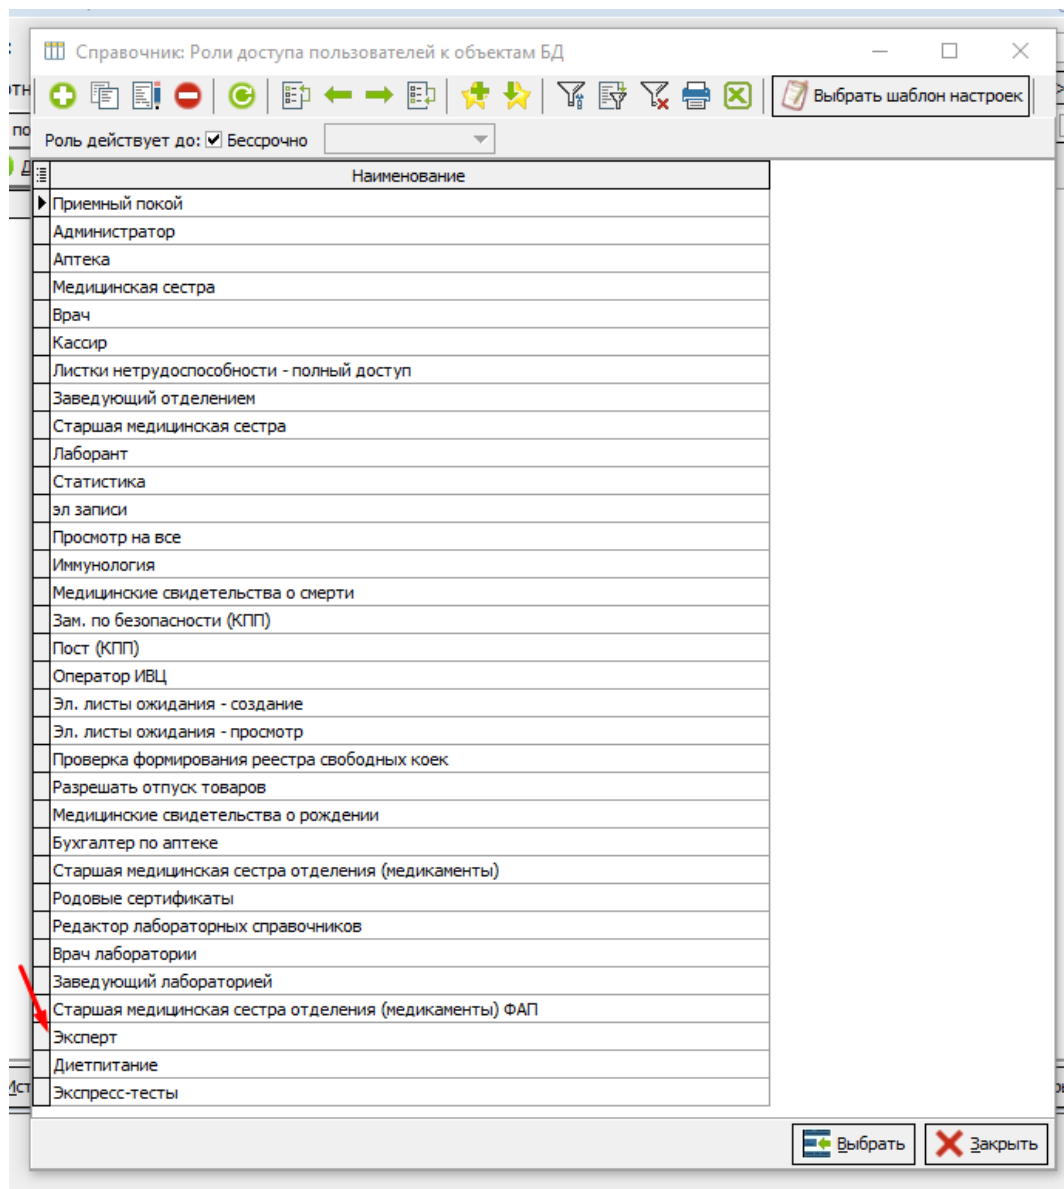 Справочник: Роли доступа пользователей к объектам БД
Выбрать шаблон настроек
Роль действует до: Бессрочно
Наименование
Приемный покой
Администратор
Аптека
Медицинская сестра
Врач
Кассир
Листки нетрудоспособности - полный доступ
Заведующий отделением
Старшая медицинская сестра
Лаборант
Статистика
эл записи
Просмотр на все
Иммунология
Медицинские свидетельства о смерти
Зам. по безопасности (КПП)
Пост (КПП)
Оператор ИВЦ
Эл. листы ожидания - создание
Эл. листы ожидания - просмотр
Проверка формирования реестра свободных коек
Разрешать отпуск товаров
Медицинские свидетельства о рождении
Бухгалтер по аптеке
Старшая медицинская сестра отделения (медикаменты)
Родовые сертификаты
Редактор лабораторных справочников
Врач лаборатории
Заведующий лабораторией
Старшая медицинская сестра отделения (медикаменты) ФАП
Эксперт
Диетпитание
Экспресс-тесты
Выбрать Закрыть